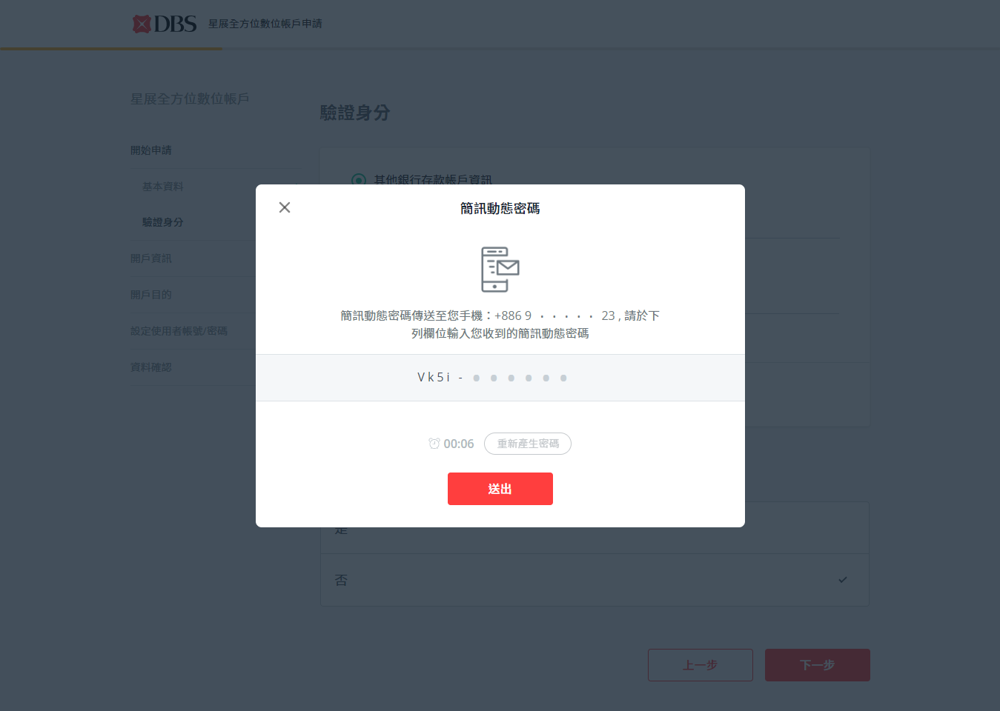 DBS 星展全方位數位帳戶申請
星展全方位數位帳戶
驗證身分
開始申請
基本資料
驗證身分
開戶資訊
開戶目的
設定使用者帳號/密碼
資料確認
其他銀行存款帳戶資訊
簡訊動態密碼
簡訊動態密碼傳送至您手機：+886 9 • • • • • 23 , 請於下
列欄位輸入您收到的簡訊動態密碼
Vk5i - ● ● ● ● ● ●
00:06 重新產生密碼
送出
是
否
上一步 下一步